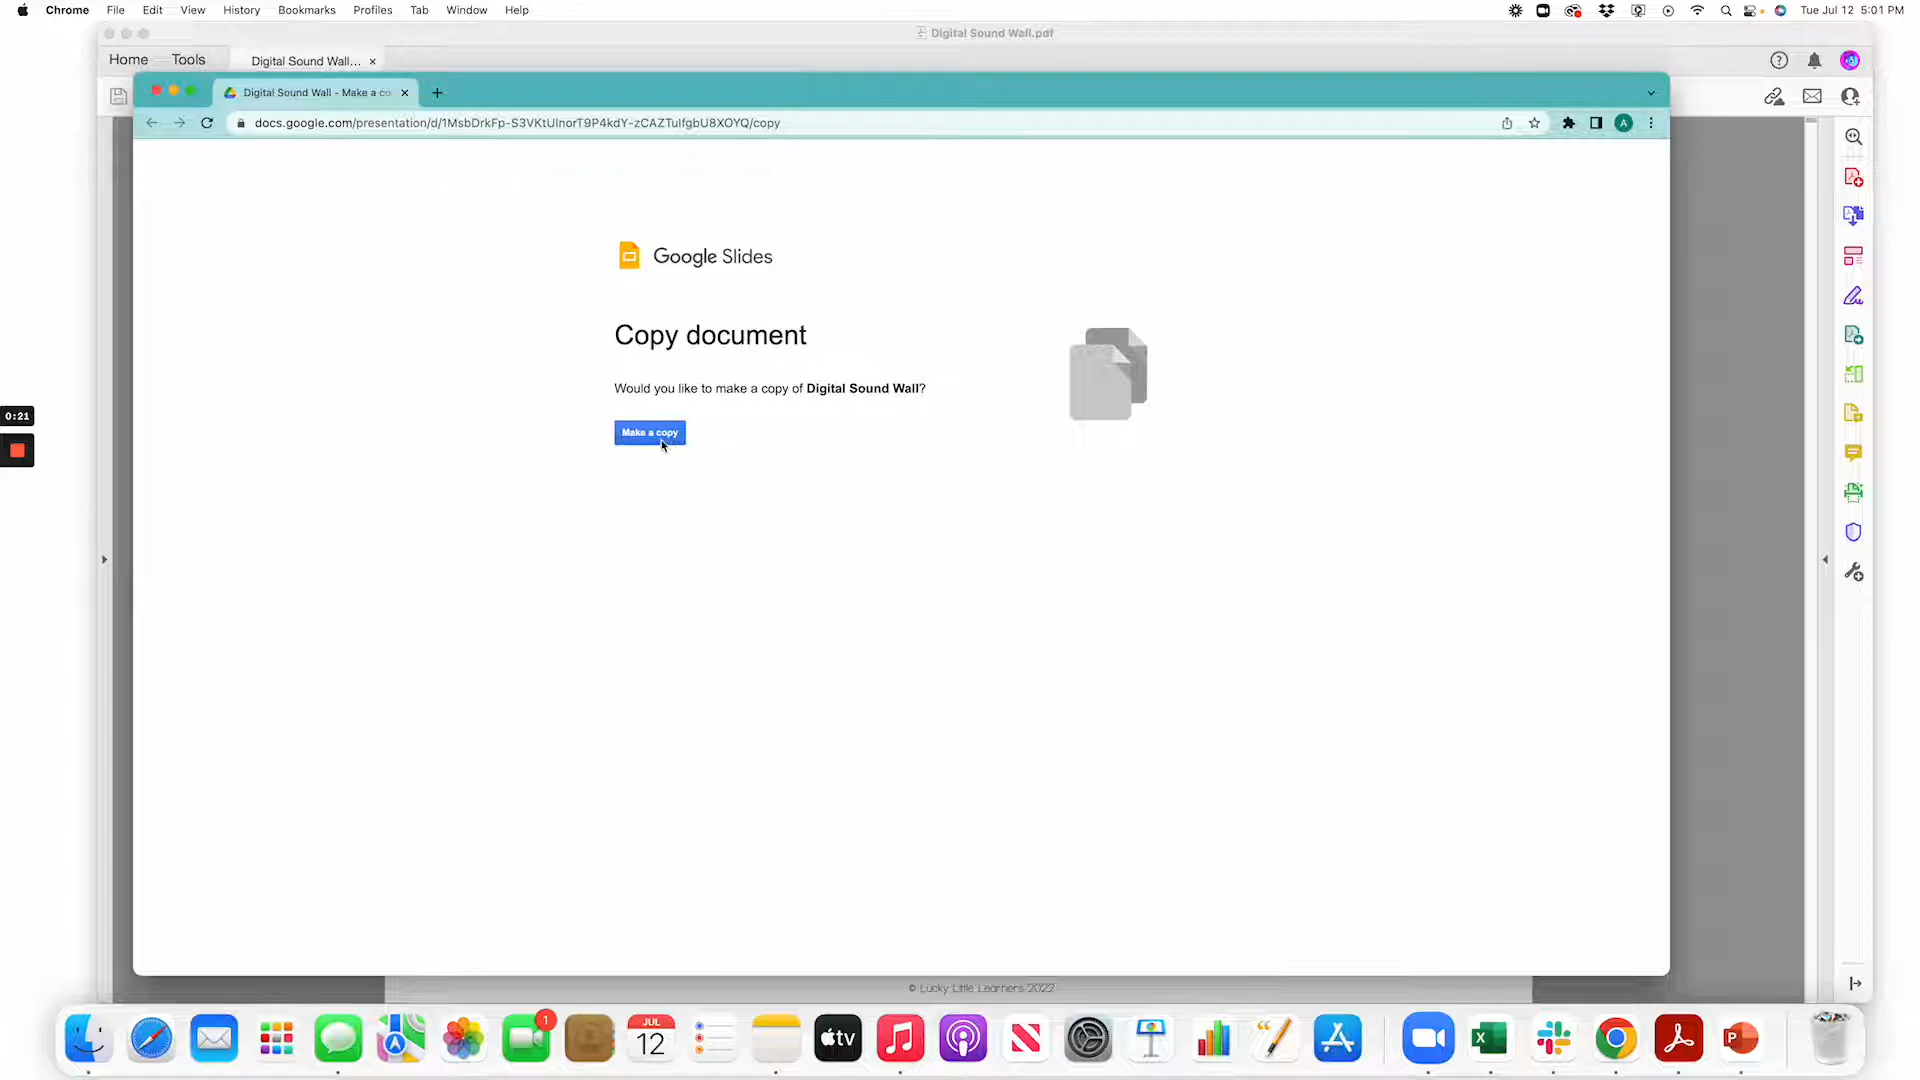 Chrome File Edit View History Bookmarks Profiles Tab Window Help Tue Jul 12 5:01 PM
Digital Sound Wall.pdf
Home Tools Digital Sound Wall...
Digital Sound Wall - Make a co
docs.google.com/presentation/d/1MsbDrkFp-S3VKtUlnorT9P4kdY-zCAZTulfgbU8XOYQ/copy A
Google Slides
Copy document
Would you like to make a copy of Digital Sound Wall?
0:21
Make a copy
© Lucky Little Learners 2022
1
JUL
12
tv
X
P